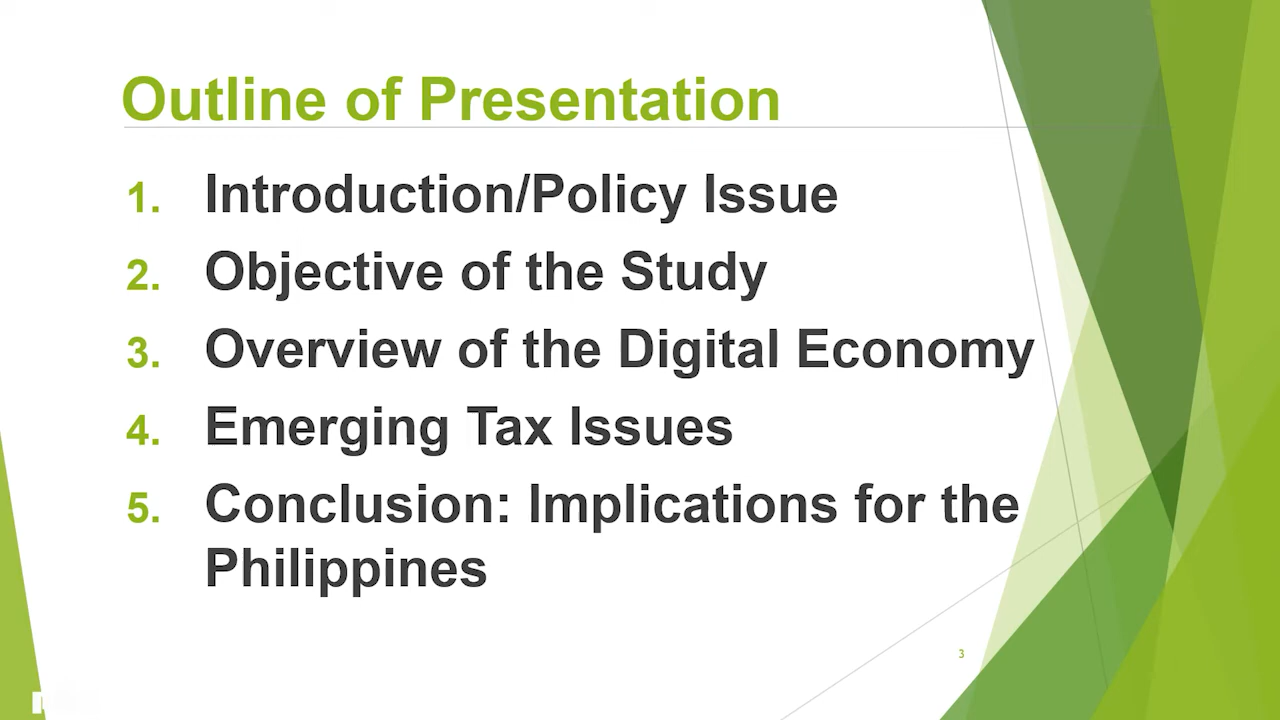 Outline of Presentation
1. Introduction/Policy Issue
2. Objective of the Study
3. Overview of the Digital Economy
4. Emerging Tax Issues
5. Conclusion: Implications for the
Philippines
3